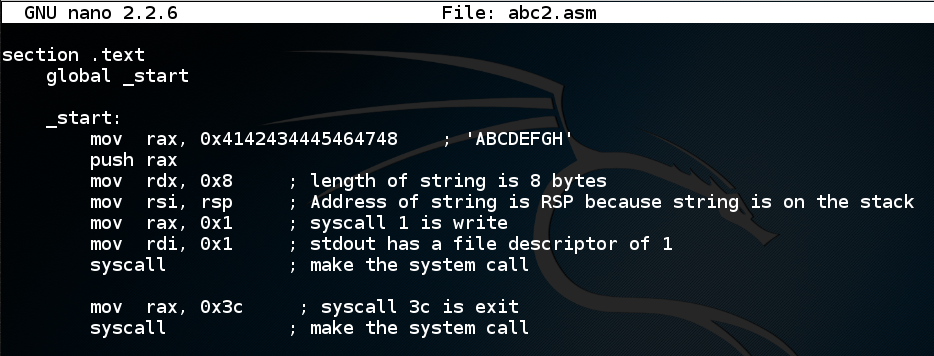 GNU nano 2.2.6 File: abc2.asm
section .text
global _start
_start:
mov rax, 0x4142434445464748 ; 'ABCDEFGH'
push rax
mov rdx, 0x8 ; length of string is 8 bytes
mov rsi, rsp ; Address of string is RSP because string is on the stack
mov rax, 0x1 ; syscall 1 is write
mov rdi, 0x1 ; stdout has a file descriptor of 1
syscall ; make the system call
mov rax, 0x3c ; syscall 3c is exit
syscall ; make the system call